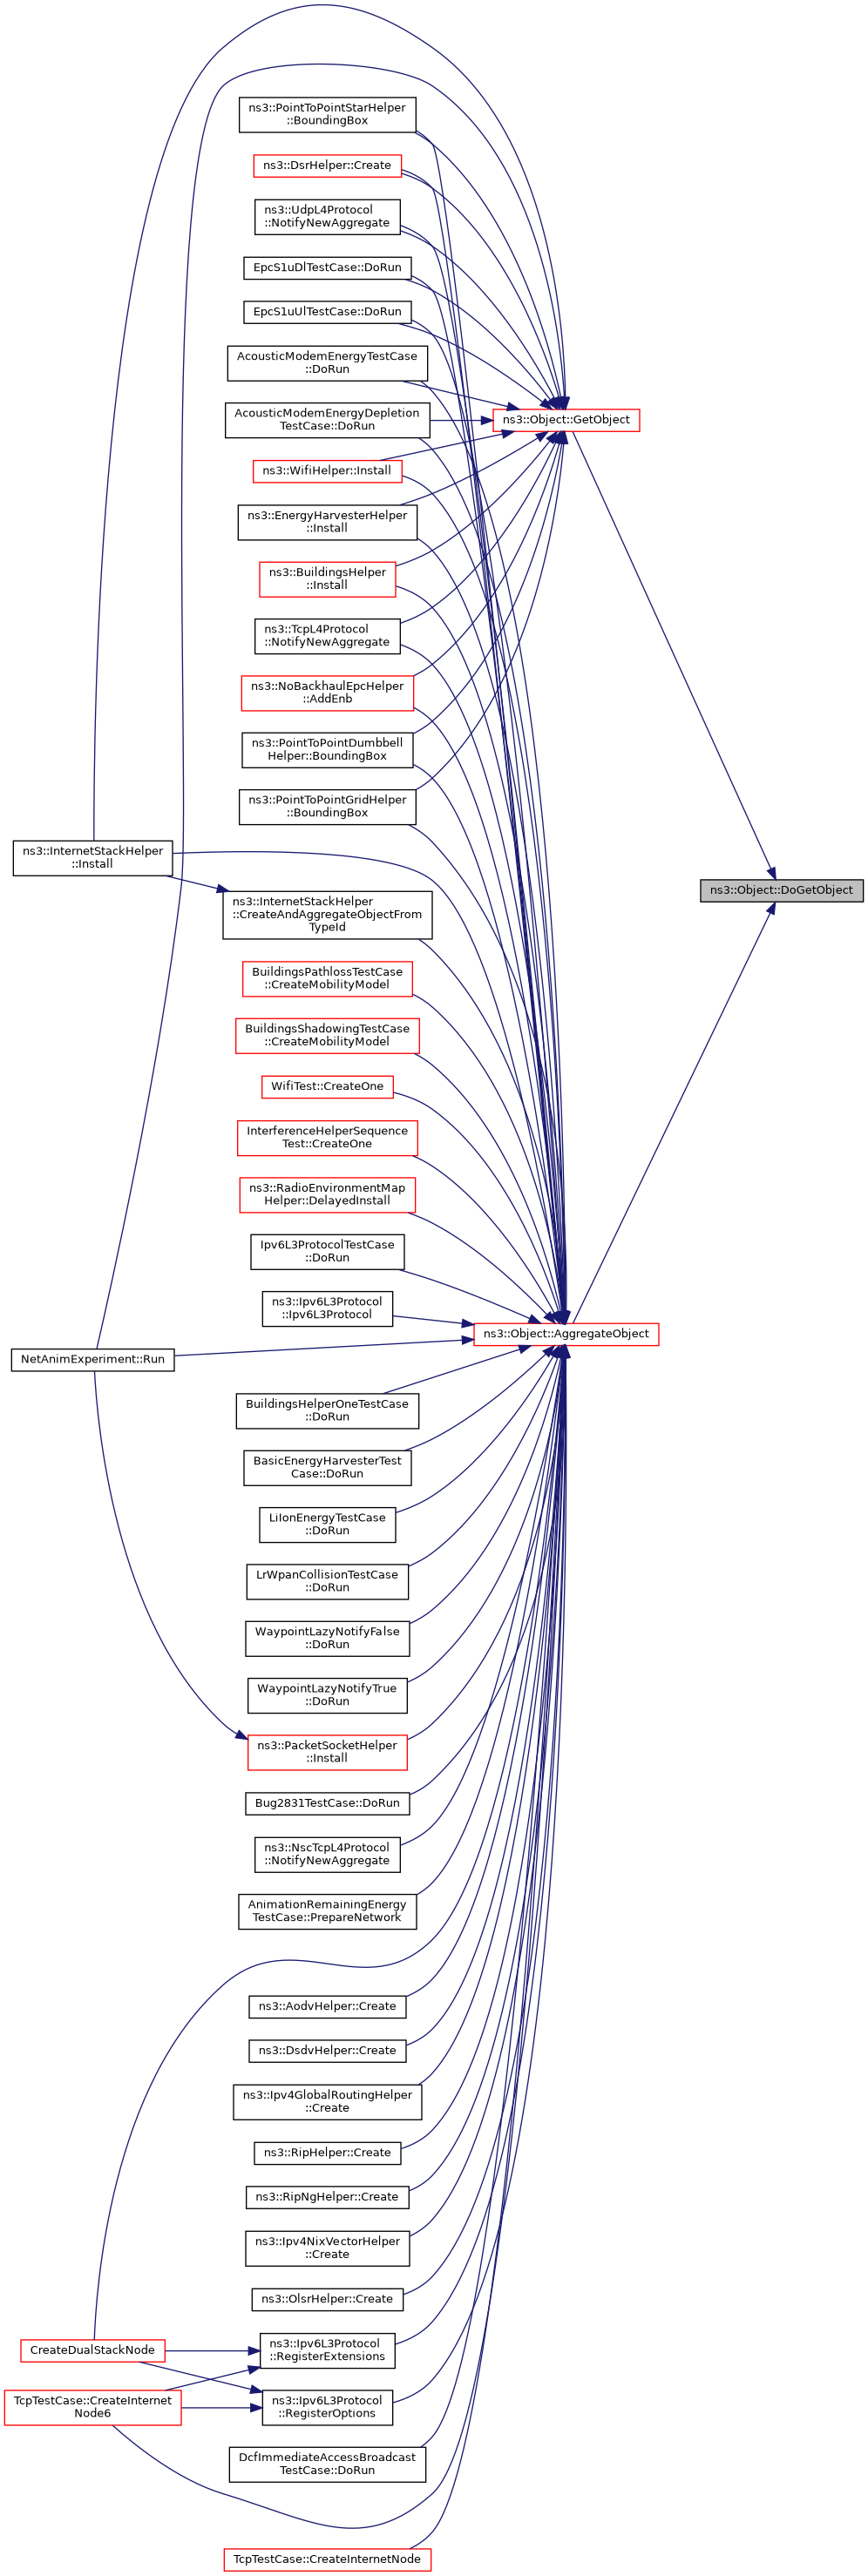 ns3::PointToPointStarHelper
::BoundingBox
ns3::DsrHelper::Create
ns3::UdpL4Protocol
::NotifyNewAggregate
EpcS1uDlTestCase::DoRun
EpcS1uUlTestCase::DoRun
AcousticModemEnergyTestCase
::DoRun
AcousticModemEnergyDepletion
TestCase::DoRun
ns3::Object::GetObject
ns3::WifiHelper::Install
ns3::EnergyHarvesterHelper
::Install
ns3::BuildingsHelper
::Install
ns3::TcpL4Protocol
::NotifyNewAggregate
ns3::NoBackhaulEpcHelper
::AddEnb
ns3::PointToPointDumbbell
Helper::BoundingBox
ns3::PointToPointGridHelper
::BoundingBox
ns3::InternetStackHelper
::Install
ns3::Object::DoGetObject
ns3::InternetStackHelper
::CreateAndAggregateObjectFrom
TypeId
BuildingsPathlossTestCase
::CreateMobilityModel
BuildingsShadowingTestCase
::CreateMobilityModel
WifiTest::CreateOne
InterferenceHelperSequence
Test::CreateOne
ns3::RadioEnvironmentMap
Helper::DelayedInstall
Ipv6L3ProtocolTestCase
::DoRun
ns3::Ipv6L3Protocol
::Ipv6L3Protocol
ns3::Object::AggregateObject
NetAnimExperiment::Run
BuildingsHelperOneTestCase
::DoRun
BasicEnergyHarvesterTest
Case::DoRun
LiIonEnergyTestCase
::DoRun
LrWpanCollisionTestCase
::DoRun
WaypointLazyNotifyFalse
::DoRun
WaypointLazyNotifyTrue
::DoRun
ns3::PacketSocketHelper
::Install
Bug2831TestCase::DoRun
ns3::NscTcpL4Protocol
::NotifyNewAggregate
AnimationRemainingEnergy
TestCase::PrepareNetwork
ns3::AodvHelper::Create
ns3::DsdvHelper::Create
ns3::Ipv4GlobalRoutingHelper
::Create
ns3::RipHelper::Create
ns3::RipNgHelper::Create
ns3::Ipv4NixVectorHelper
::Create
ns3::OlsrHelper::Create
CreateDualStackNode
ns3::Ipv6L3Protocol
::RegisterExtensions
TcpTestCase::CreateInternet
Node6
ns3::Ipv6L3Protocol
::RegisterOptions
DcfImmediateAccessBroadcast
TestCase::DoRun
TcpTestCase::CreateInternetNode